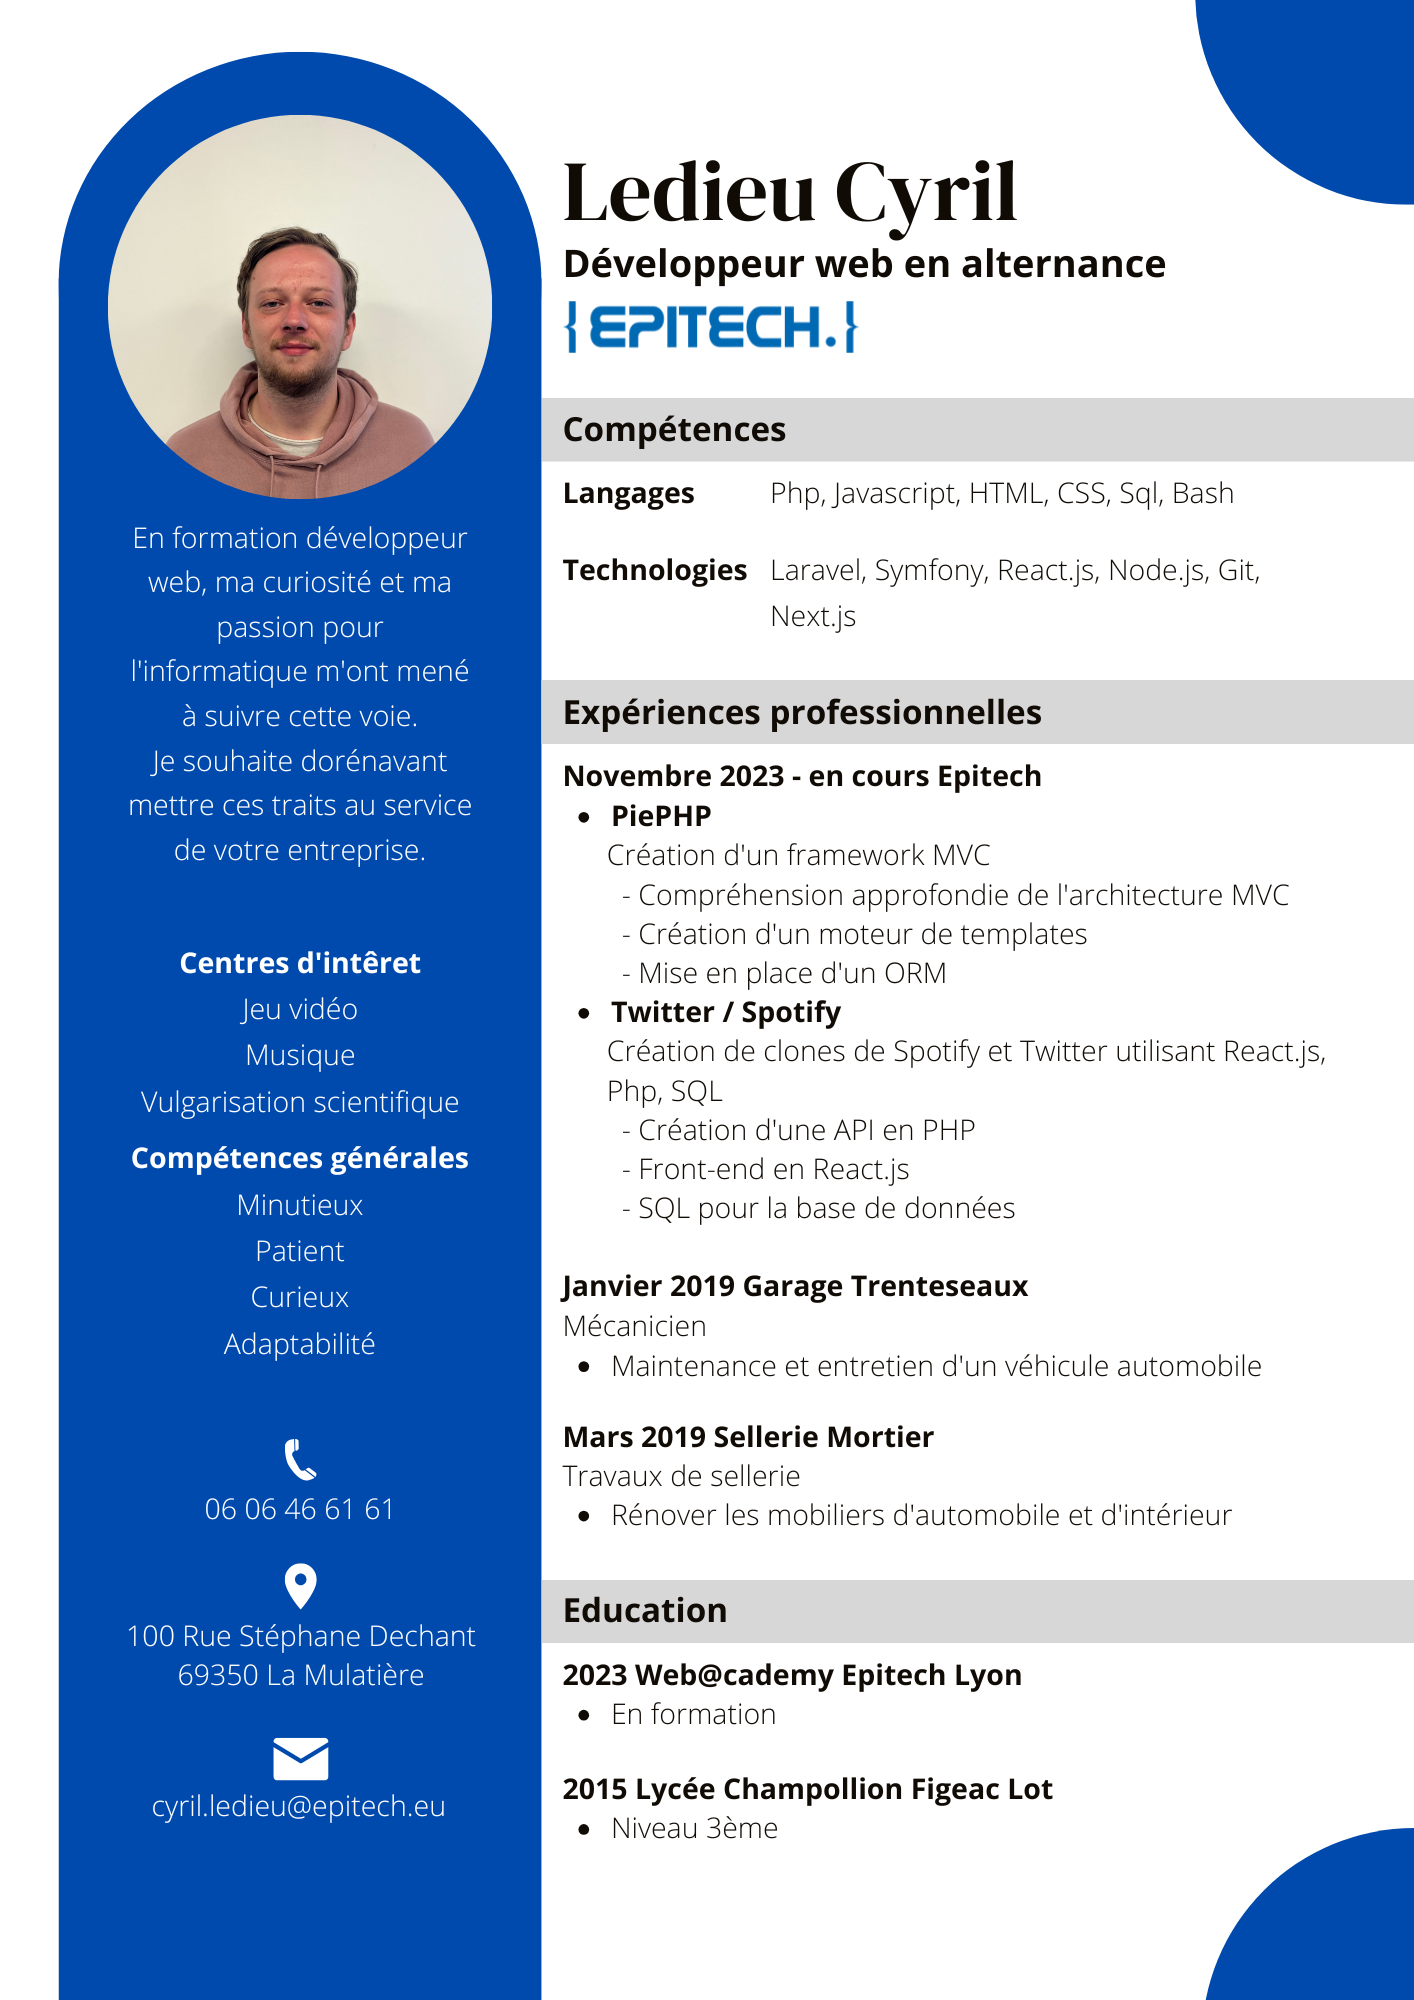 Ledieu Cyril
Développeur web en alternance
{EPITECH.}
En formation développeur
web, ma curiosité et ma
passion pour
l'informatique m'ont mené
à suivre cette voie.
Je souhaite dorénavant
mettre ces traits au service
de votre entreprise.
Centres d'intêret
Jeu vidéo
Musique
Vulgarisation scientifique
Compétences générales
Minutieux
Patient
Curieux
Adaptabilité
06 06 46 61 61
100 Rue Stéphane Dechant
69350 La Mulatière
cyril.ledieu@epitech.eu
Compétences
Langages Php, Javascript, HTML, CSS, Sql, Bash
Technologies Laravel, Symfony, React.js, Node.js, Git,
Next.js
Expériences professionnelles
Novembre 2023 - en cours Epitech
• PiePHP
Création d'un framework MVC
- Compréhension approfondie de l'architecture MVC
- Création d'un moteur de templates
- Mise en place d'un ORM
• Twitter / Spotify
Création de clones de Spotify et Twitter utilisant React.js,
Php, SQL
- Création d'une API en PHP
- Front-end en React.js
- SQL pour la base de données
Janvier 2019 Garage Trenteseaux
Mécanicien
• Maintenance et entretien d'un véhicule automobile
Mars 2019 Sellerie Mortier
Travaux de sellerie
• Rénover les mobiliers d'automobile et d'intérieur
Education
2023 Web@cademy Epitech Lyon
• En formation
2015 Lycée Champollion Figeac Lot
• Niveau 3ème